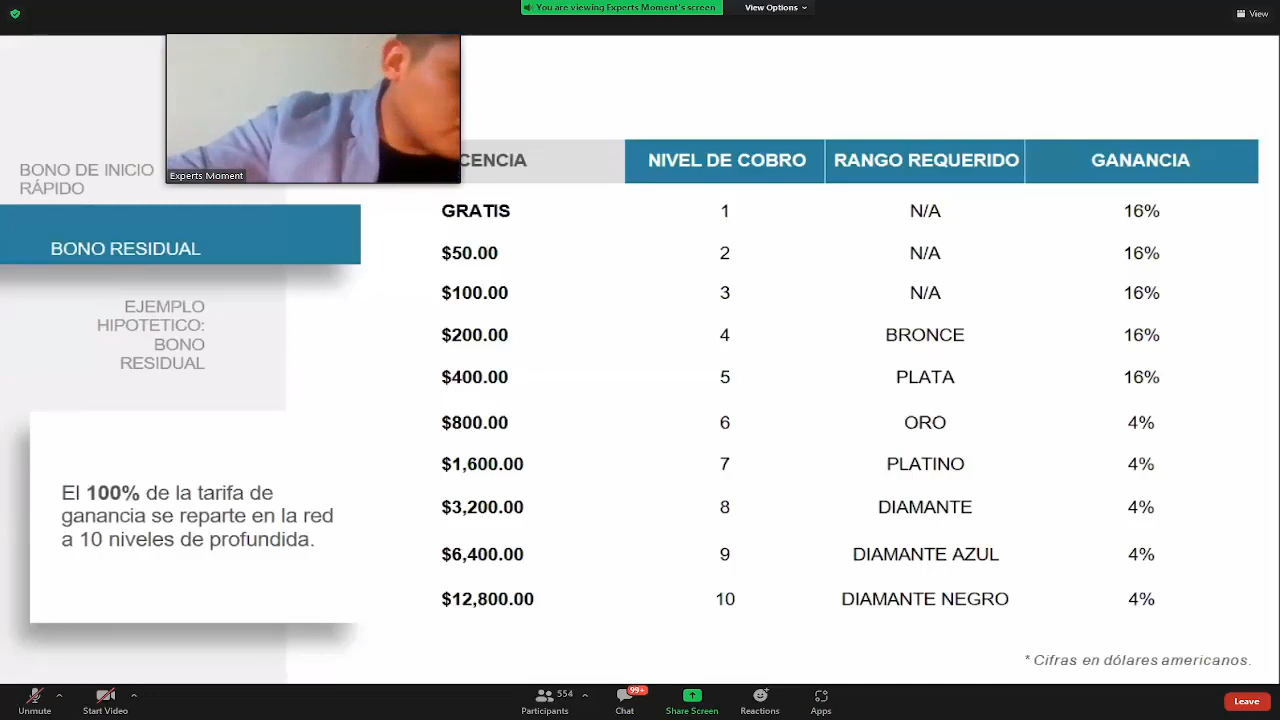 You are viewing Experts Moment's screen
View Options
View
Experts Moment
BONO DE INICIO
RÁPIDO
BONO RESIDUAL
EJEMPLO
HIPOTETICO:
BONO
RESIDUAL
El 100% de la tarifa de
ganancia se reparte en la red
a 10 niveles de profundida.
CENCIA NIVEL DE COBRO RANGO REQUERIDO GANANCIA
GRATIS 1 N/A 16%
$50.00 2 N/A 16%
$100.00 3 N/A 16%
$200.00 4 BRONCE 16%
$400.00 5 PLATA 16%
$800.00 6 ORO 4%
$1,600.00 7 PLATINO 4%
$3,200.00 8 DIAMANTE 4%
$6,400.00 9 DIAMANTE AZUL 4%
$12,800.00 10 DIAMANTE NEGRO 4%
* Cifras en dólares americanos.
Unmute
Start Video
554
Participants
99+
Chat
Share Screen
Reactions
Apps
Leave